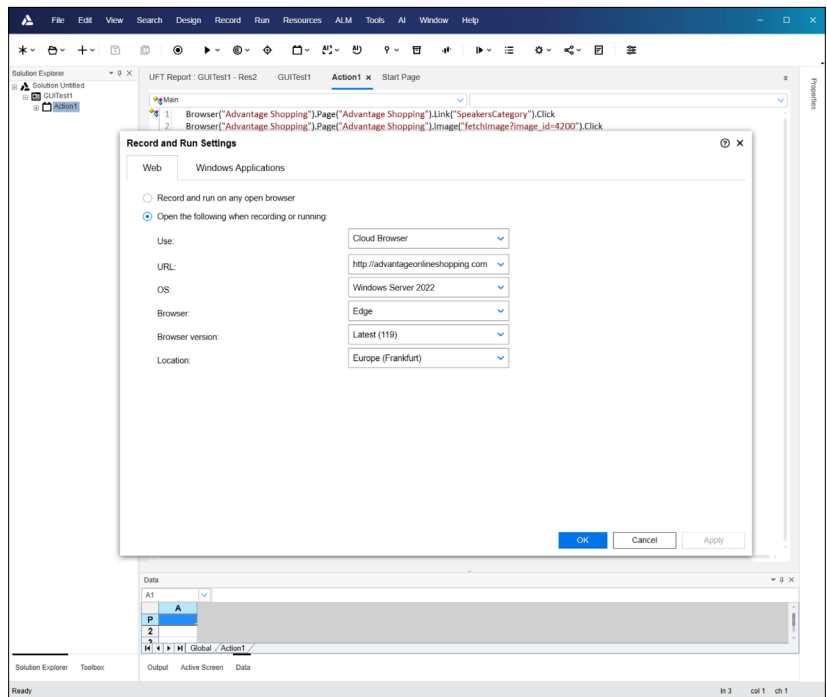 File Edit View Search Design Record Run Resources ALM Tools AI Window Help
Solution Explorer
Solution Untitled
GUITest1
Action1
UFT Report : GUITest1 - Res2 GUITest1 Action1 Start Page
Properties
Main
1 Browser("Advantage Shopping").Page("Advantage Shopping").Link("SpeakersCategory").Click
2 Browser("Advantage Shopping").Page("Advantage Shopping").Image("fetchImage?image_id=4200").Click
Record and Run Settings
Web Windows Applications
Record and run on any open browser
Open the following when recording or running:
Use: Cloud Browser
URL: http://advantageonlineshopping.com
OS: Windows Server 2022
Browser: Edge
Browser version: Latest (119)
Location: Europe (Frankfurt)
OK Cancel Apply
Data
A1
A
P
2
3
Global Action1
Solution Explorer Toolbox Output Active Screen Data
Ready ln 3 col 1 ch 1